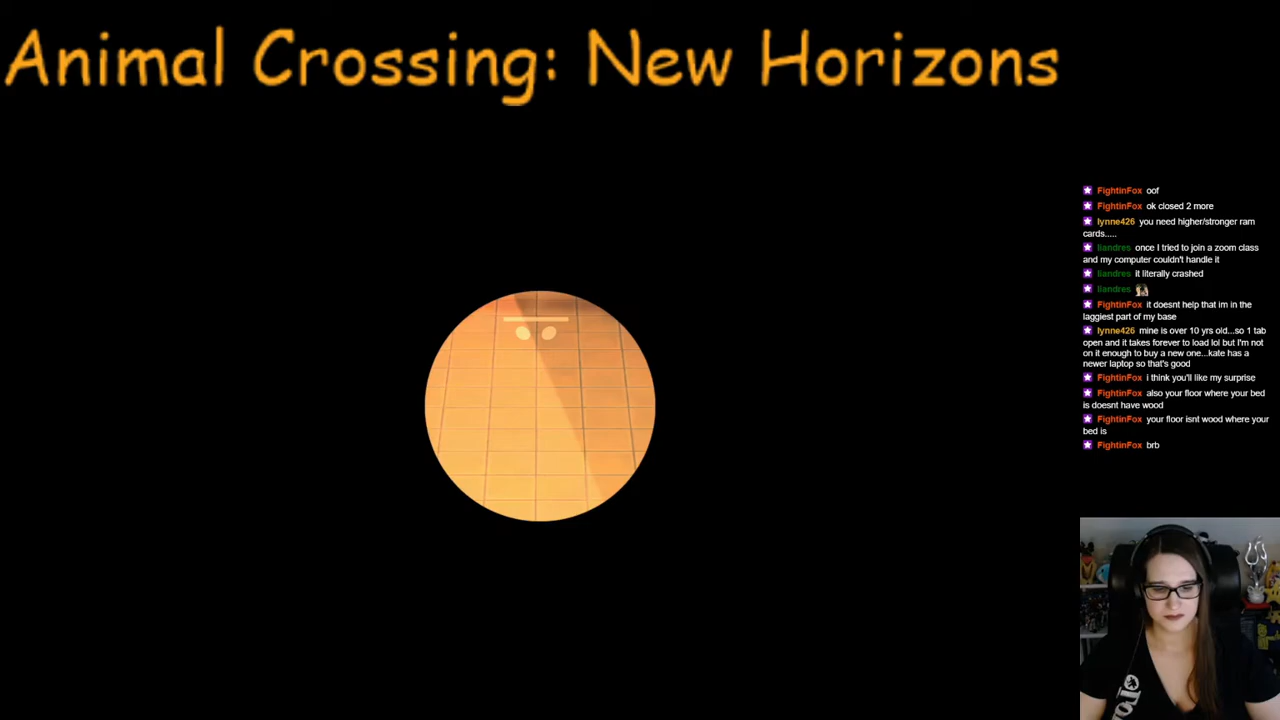 Animal Crossing: New Horizons
FightinFox oof
FightinFox ok closed 2 more
lynne426 you need higher/stronger ram
cards.....
liandres once I tried to join a zoom class
and my computer couldn't handle it
liandres it literally crashed
liandres
FightinFox it doesnt help that im in the
laggiest part of my base
lynne426 mine is over 10 yrs old...so 1 tab
open and it takes forever to load lol but I'm not
on it enough to buy a new one...kate has a
newer laptop so that's good
FightinFox i think you'll like my surprise
FightinFox also your floor where your bed
is doesnt have wood
FightinFox your floor isnt wood where your
bed is
FightinFox brb